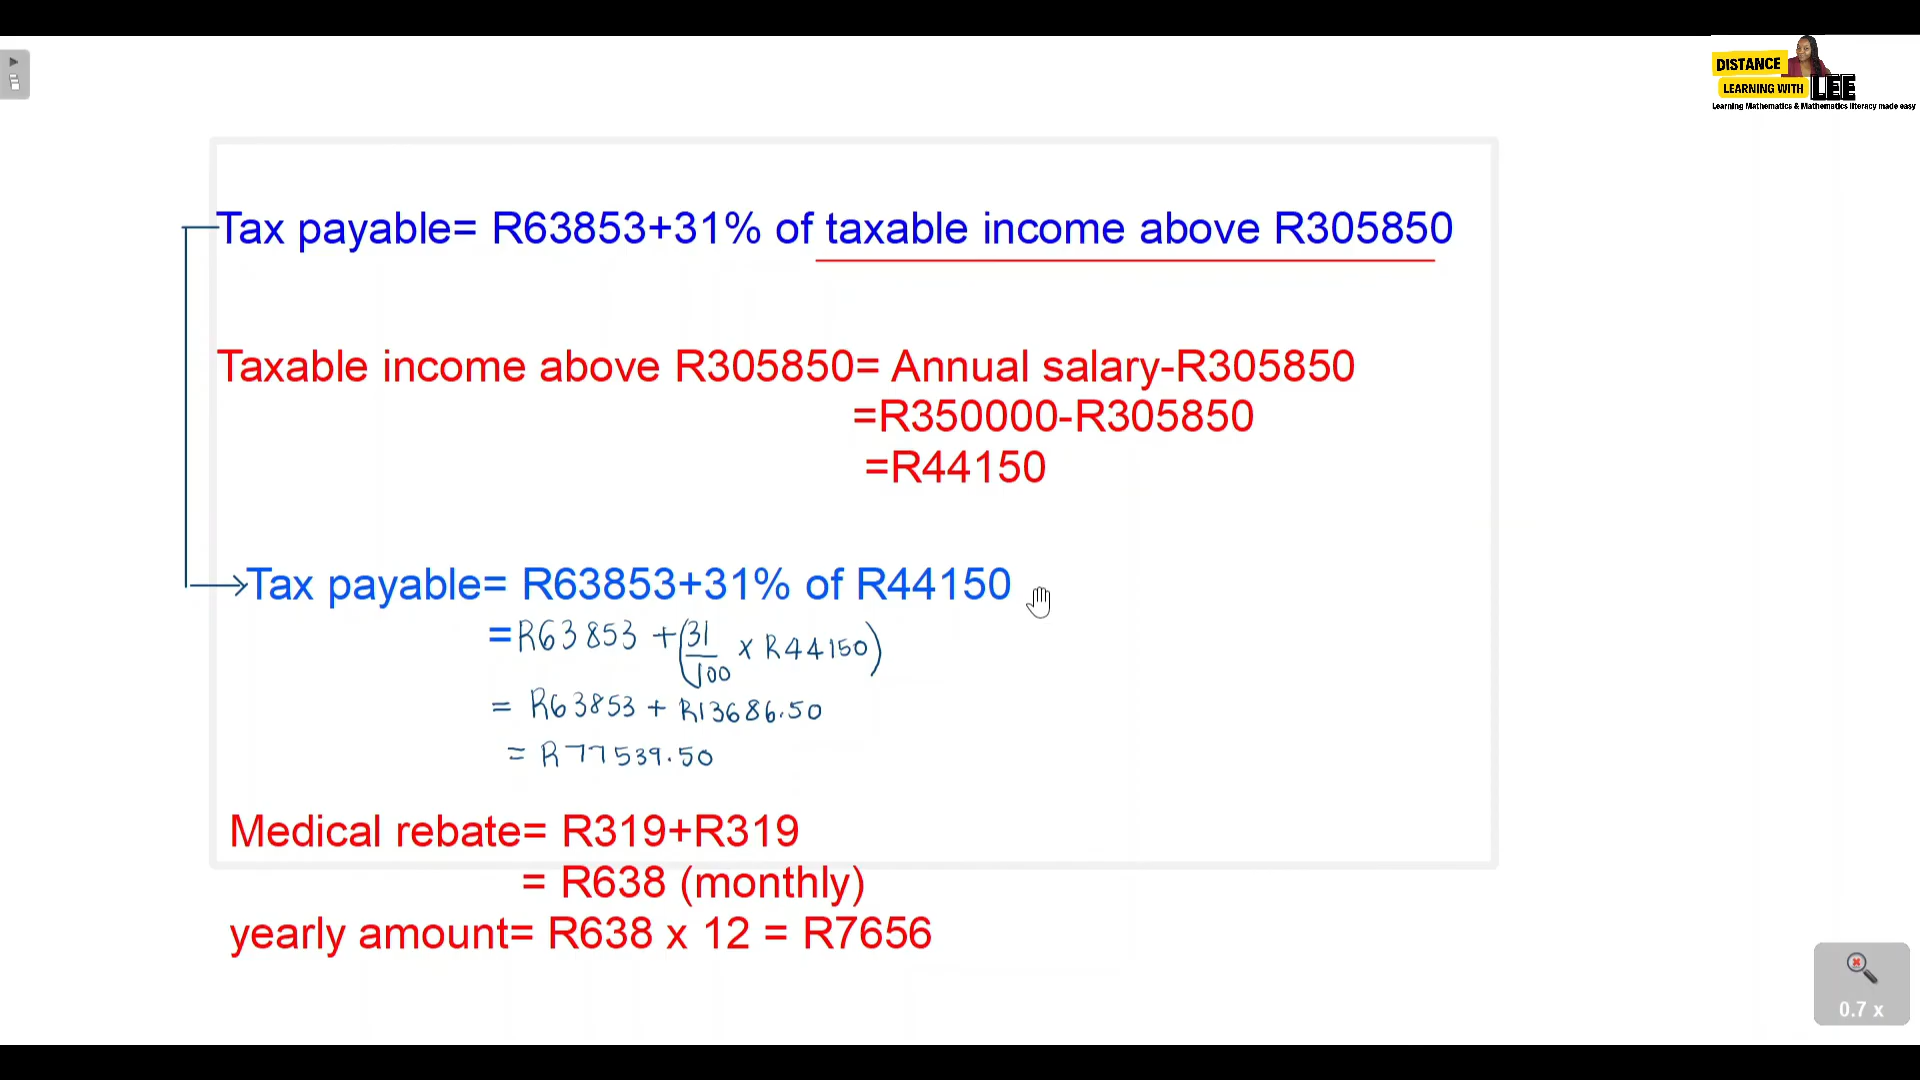 DISTANCE
LEARNING WITH LEE
Learning Mathematics & Mathematics literacy made easy
Tax payable= R63853+31% of taxable income above R305850
Taxable income above R305850= Annual salary-R305850
=R350000-R305850
=R44150
Tax payable= R63853+31% of R44150
=R63853 + (31/100 x R44150)
= R63853 + R13686.50
= R77539.50
Medical rebate= R319+R319
= R638 (monthly)
yearly amount= R638 x 12 = R7656
0.7 x